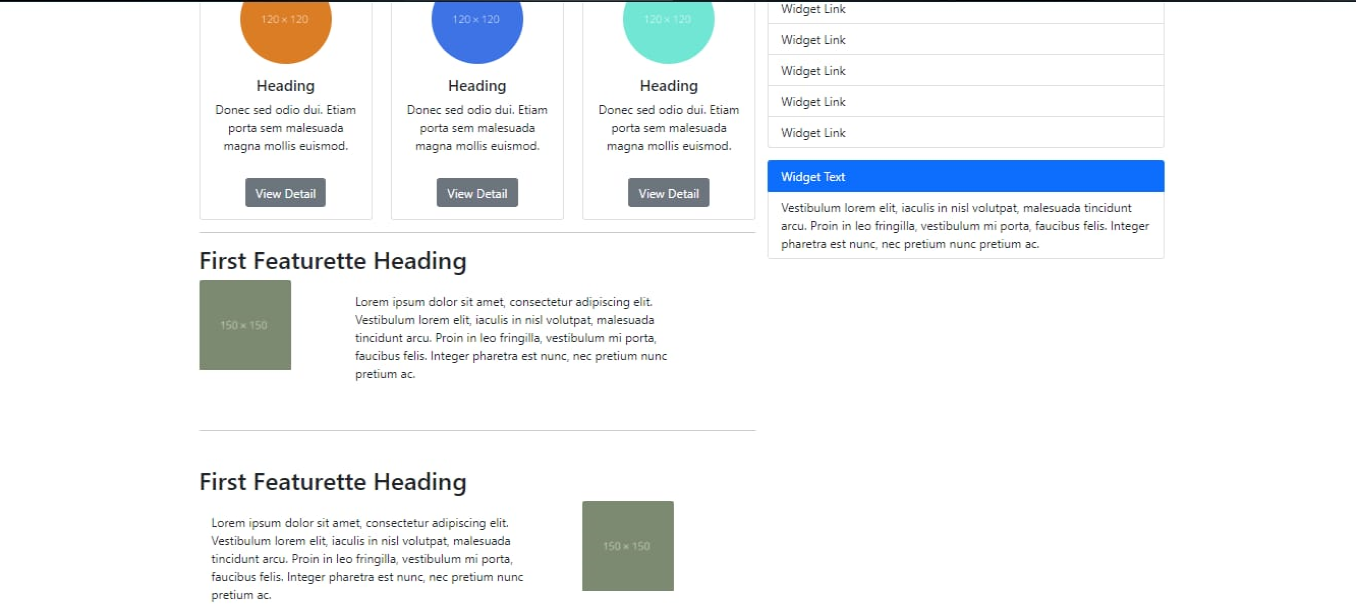 120 × 120
Heading
Donec sed odio dui. Etiam
porta sem malesuada
magna mollis euismod.
View Detail
120 × 120
Heading
Donec sed odio dui. Etiam
porta sem malesuada
magna mollis euismod.
View Detail
120 × 120
Heading
Donec sed odio dui. Etiam
porta sem malesuada
magna mollis euismod.
View Detail
First Featurette Heading
150 × 150
Lorem ipsum dolor sit amet, consectetur adipiscing elit.
Vestibulum lorem elit, iaculis in nisl volutpat, malesuada
tincidunt arcu. Proin in leo fringilla, vestibulum mi porta,
faucibus felis. Integer pharetra est nunc, nec pretium nunc
pretium ac.
First Featurette Heading
Lorem ipsum dolor sit amet, consectetur adipiscing elit.
Vestibulum lorem elit, iaculis in nisl volutpat, malesuada
tincidunt arcu. Proin in leo fringilla, vestibulum mi porta,
faucibus felis. Integer pharetra est nunc, nec pretium nunc
pretium ac.
150 × 150
Widget Link
Widget Link
Widget Link
Widget Link
Widget Link
Widget Text
Vestibulum lorem elit, iaculis in nisl volutpat, malesuada tincidunt
arcu. Proin in leo fringilla, vestibulum mi porta, faucibus felis. Integer
pharetra est nunc, nec pretium nunc pretium ac.